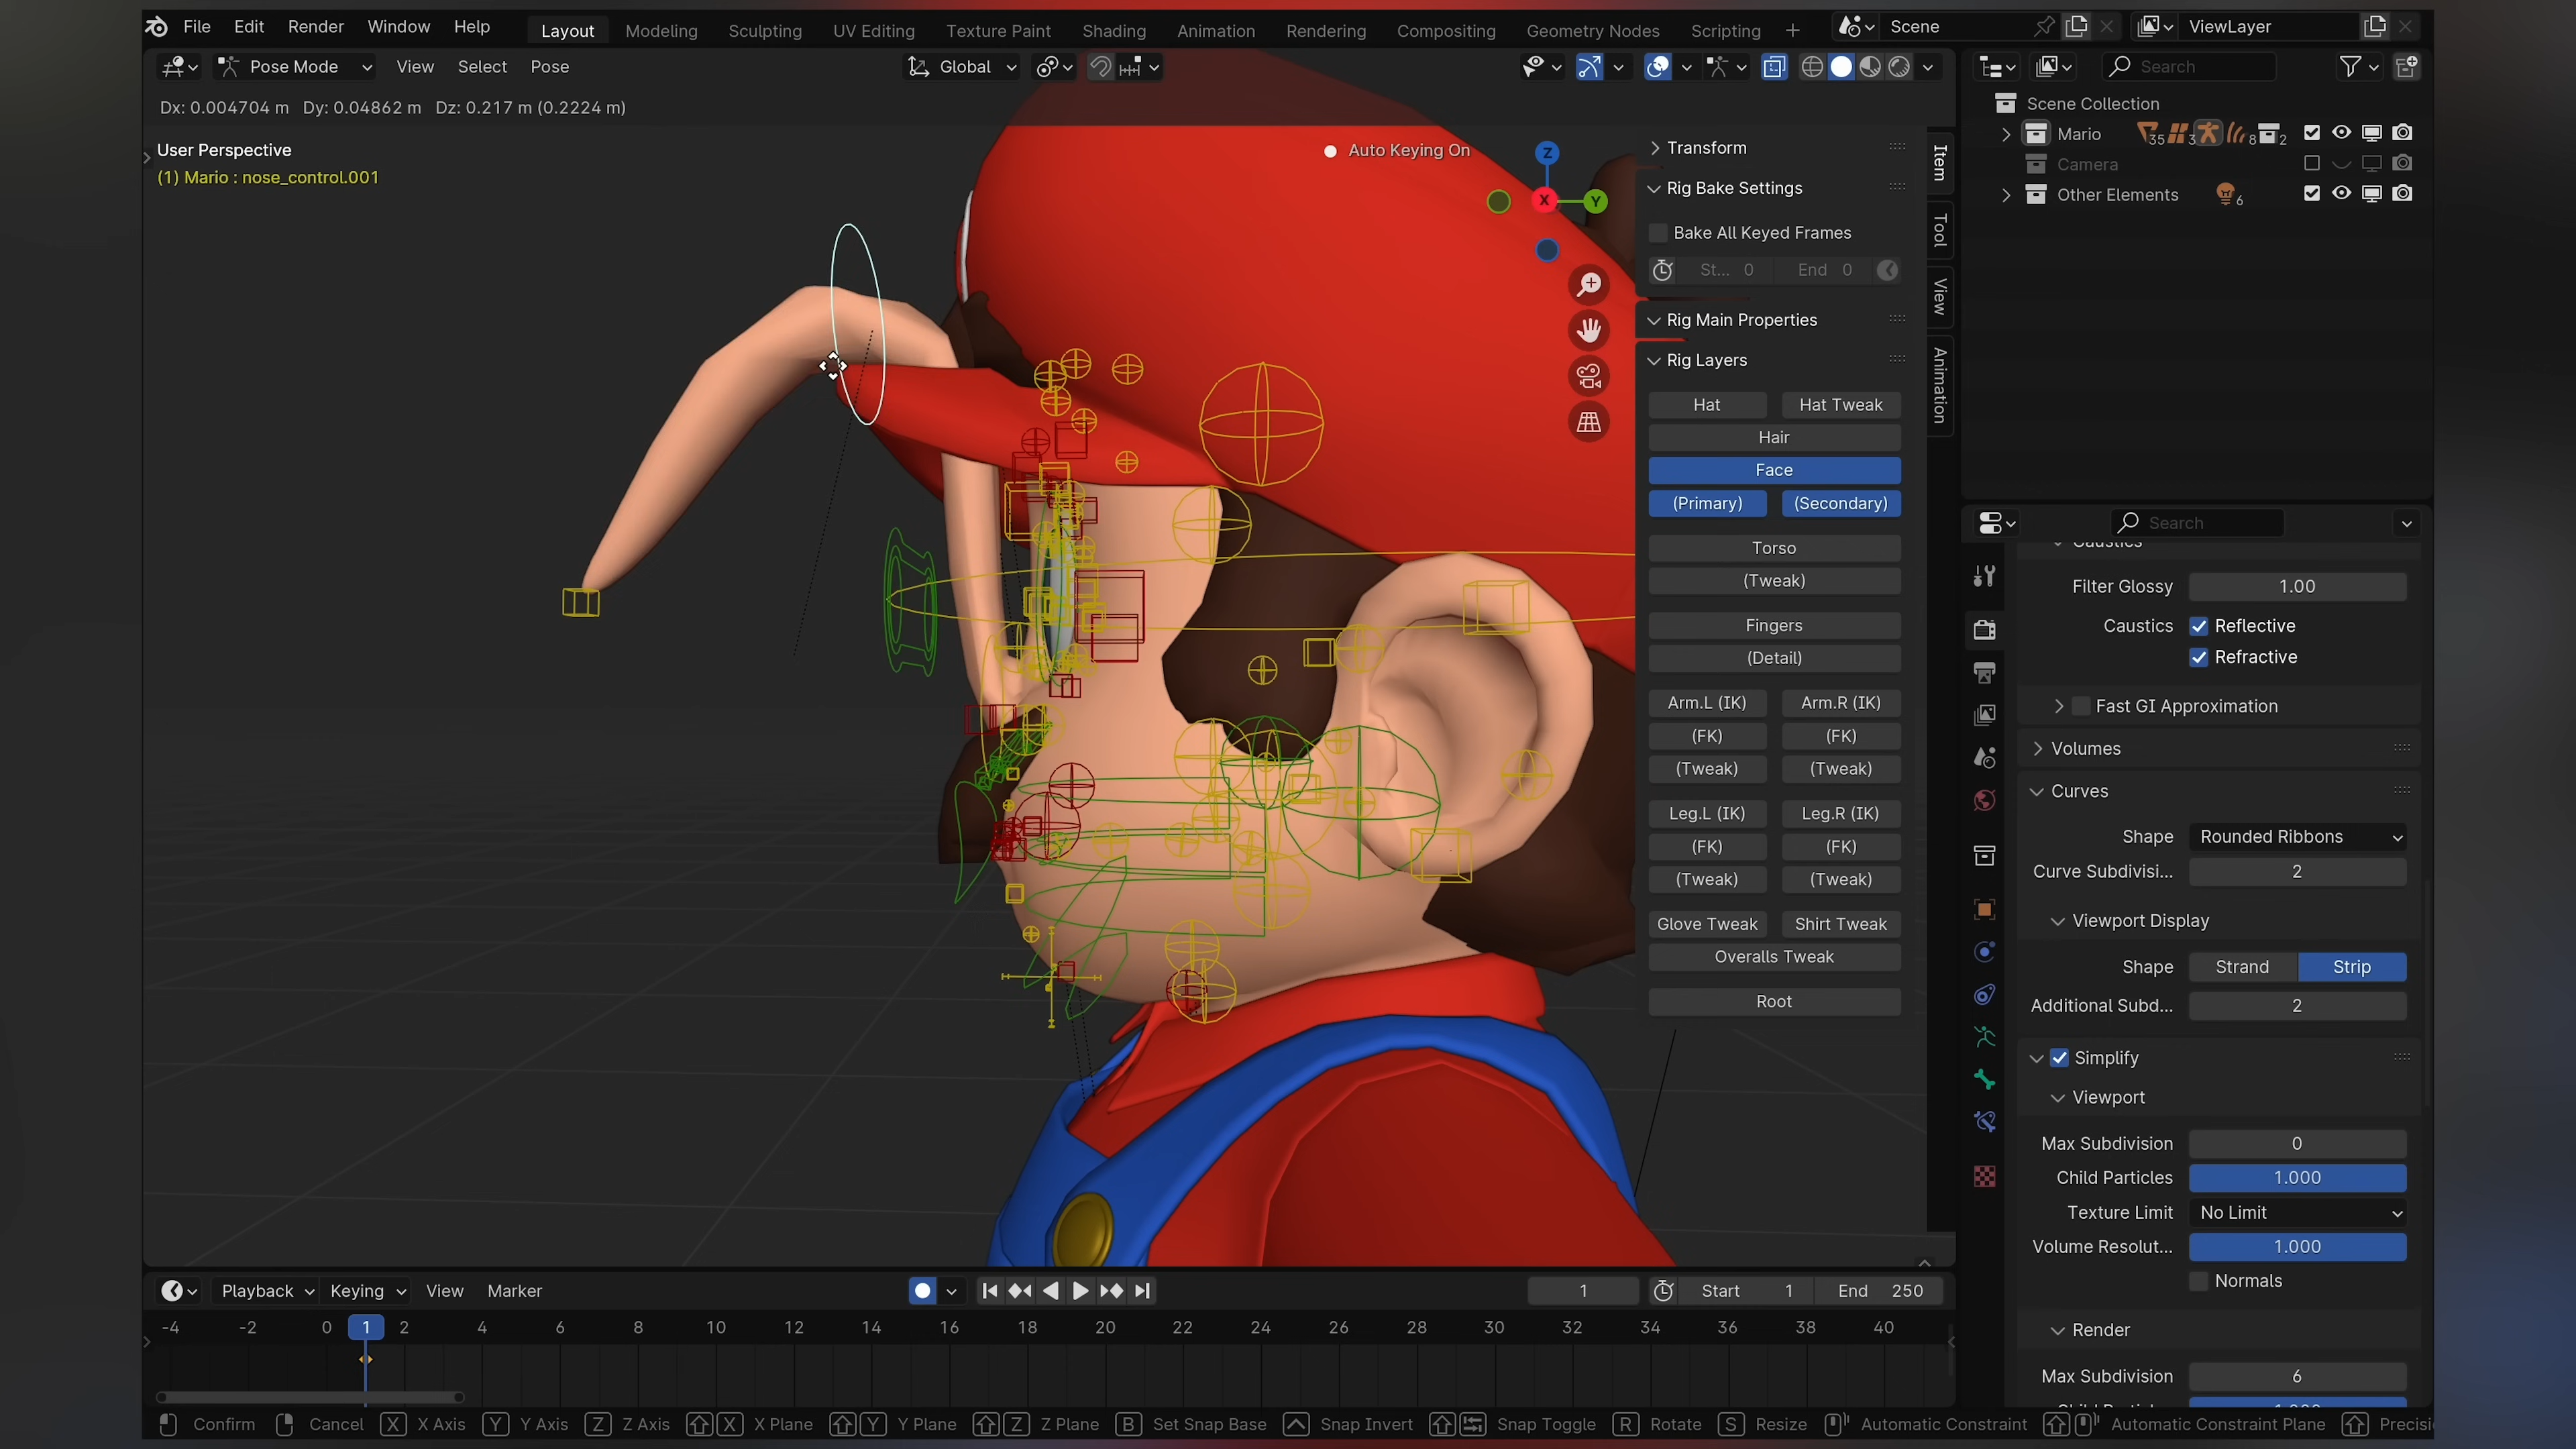 File Edit Render Window Help Layout Modeling Sculpting UV Editing Texture Paint Shading Animation Rendering Compositing Geometry Nodes Scripting + Scene ViewLayer
Pose Mode View Select Pose Global
Search
Dx: 0.004704 m Dy: 0.04862 m Dz: 0.217 m (0.2224 m)
User Perspective
(1) Mario : nose_control.001
Auto Keying On
Z
X
Y
Transform
Rig Bake Settings
Bake All Keyed Frames
St... 0 End 0
Rig Main Properties
Rig Layers
Hat Hat Tweak
Hair
Face
(Primary) (Secondary)
Torso
(Tweak)
Fingers
(Detail)
Arm.L (IK) Arm.R (IK)
(FK) (FK)
(Tweak) (Tweak)
Leg.L (IK) Leg.R (IK)
(FK) (FK)
(Tweak) (Tweak)
Glove Tweak Shirt Tweak
Overalls Tweak
Root
Item
Tool
View
Animation
Scene Collection
Mario 35 3 8 2
Camera
Other Elements 6
Search
Caustics
Filter Glossy 1.00
Caustics Reflective
Refractive
Fast GI Approximation
Volumes
Curves
Shape Rounded Ribbons
Curve Subdivisi... 2
Viewport Display
Shape Strand Strip
Additional Subd... 2
Simplify
Viewport
Max Subdivision 0
Child Particles 1.000
Texture Limit No Limit
Volume Resolut... 1.000
Normals
Render
Max Subdivision 6
Playback Keying View Marker 1 Start 1 End 250
-4 -2 0 1 2 4 6 8 10 12 14 16 18 20 22 24 26 28 30 32 34 36 38 40
Confirm Cancel X X Axis Y Y Axis Z Z Axis X X Plane Y Y Plane Z Z Plane B Set Snap Base Snap Invert Snap Toggle R Rotate S Resize Automatic Constraint Automatic Constraint Plane Precisi